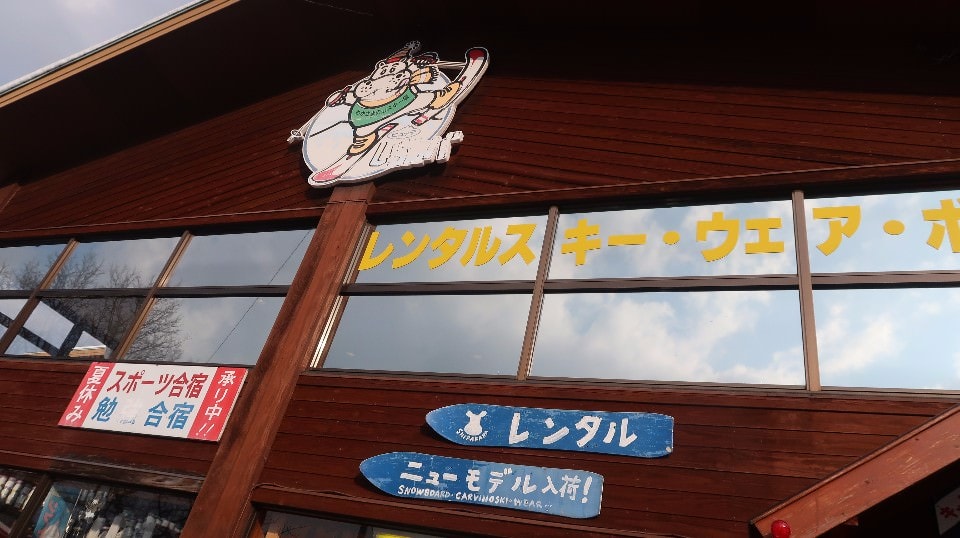 レンタルスキー・ウェア・ボ
夏休み
スポーツ合宿
勉 合宿
承り中!!
レンタル
ニューモデル入荷!
SNOWBOARD・CARVINGSKI・WEAR…